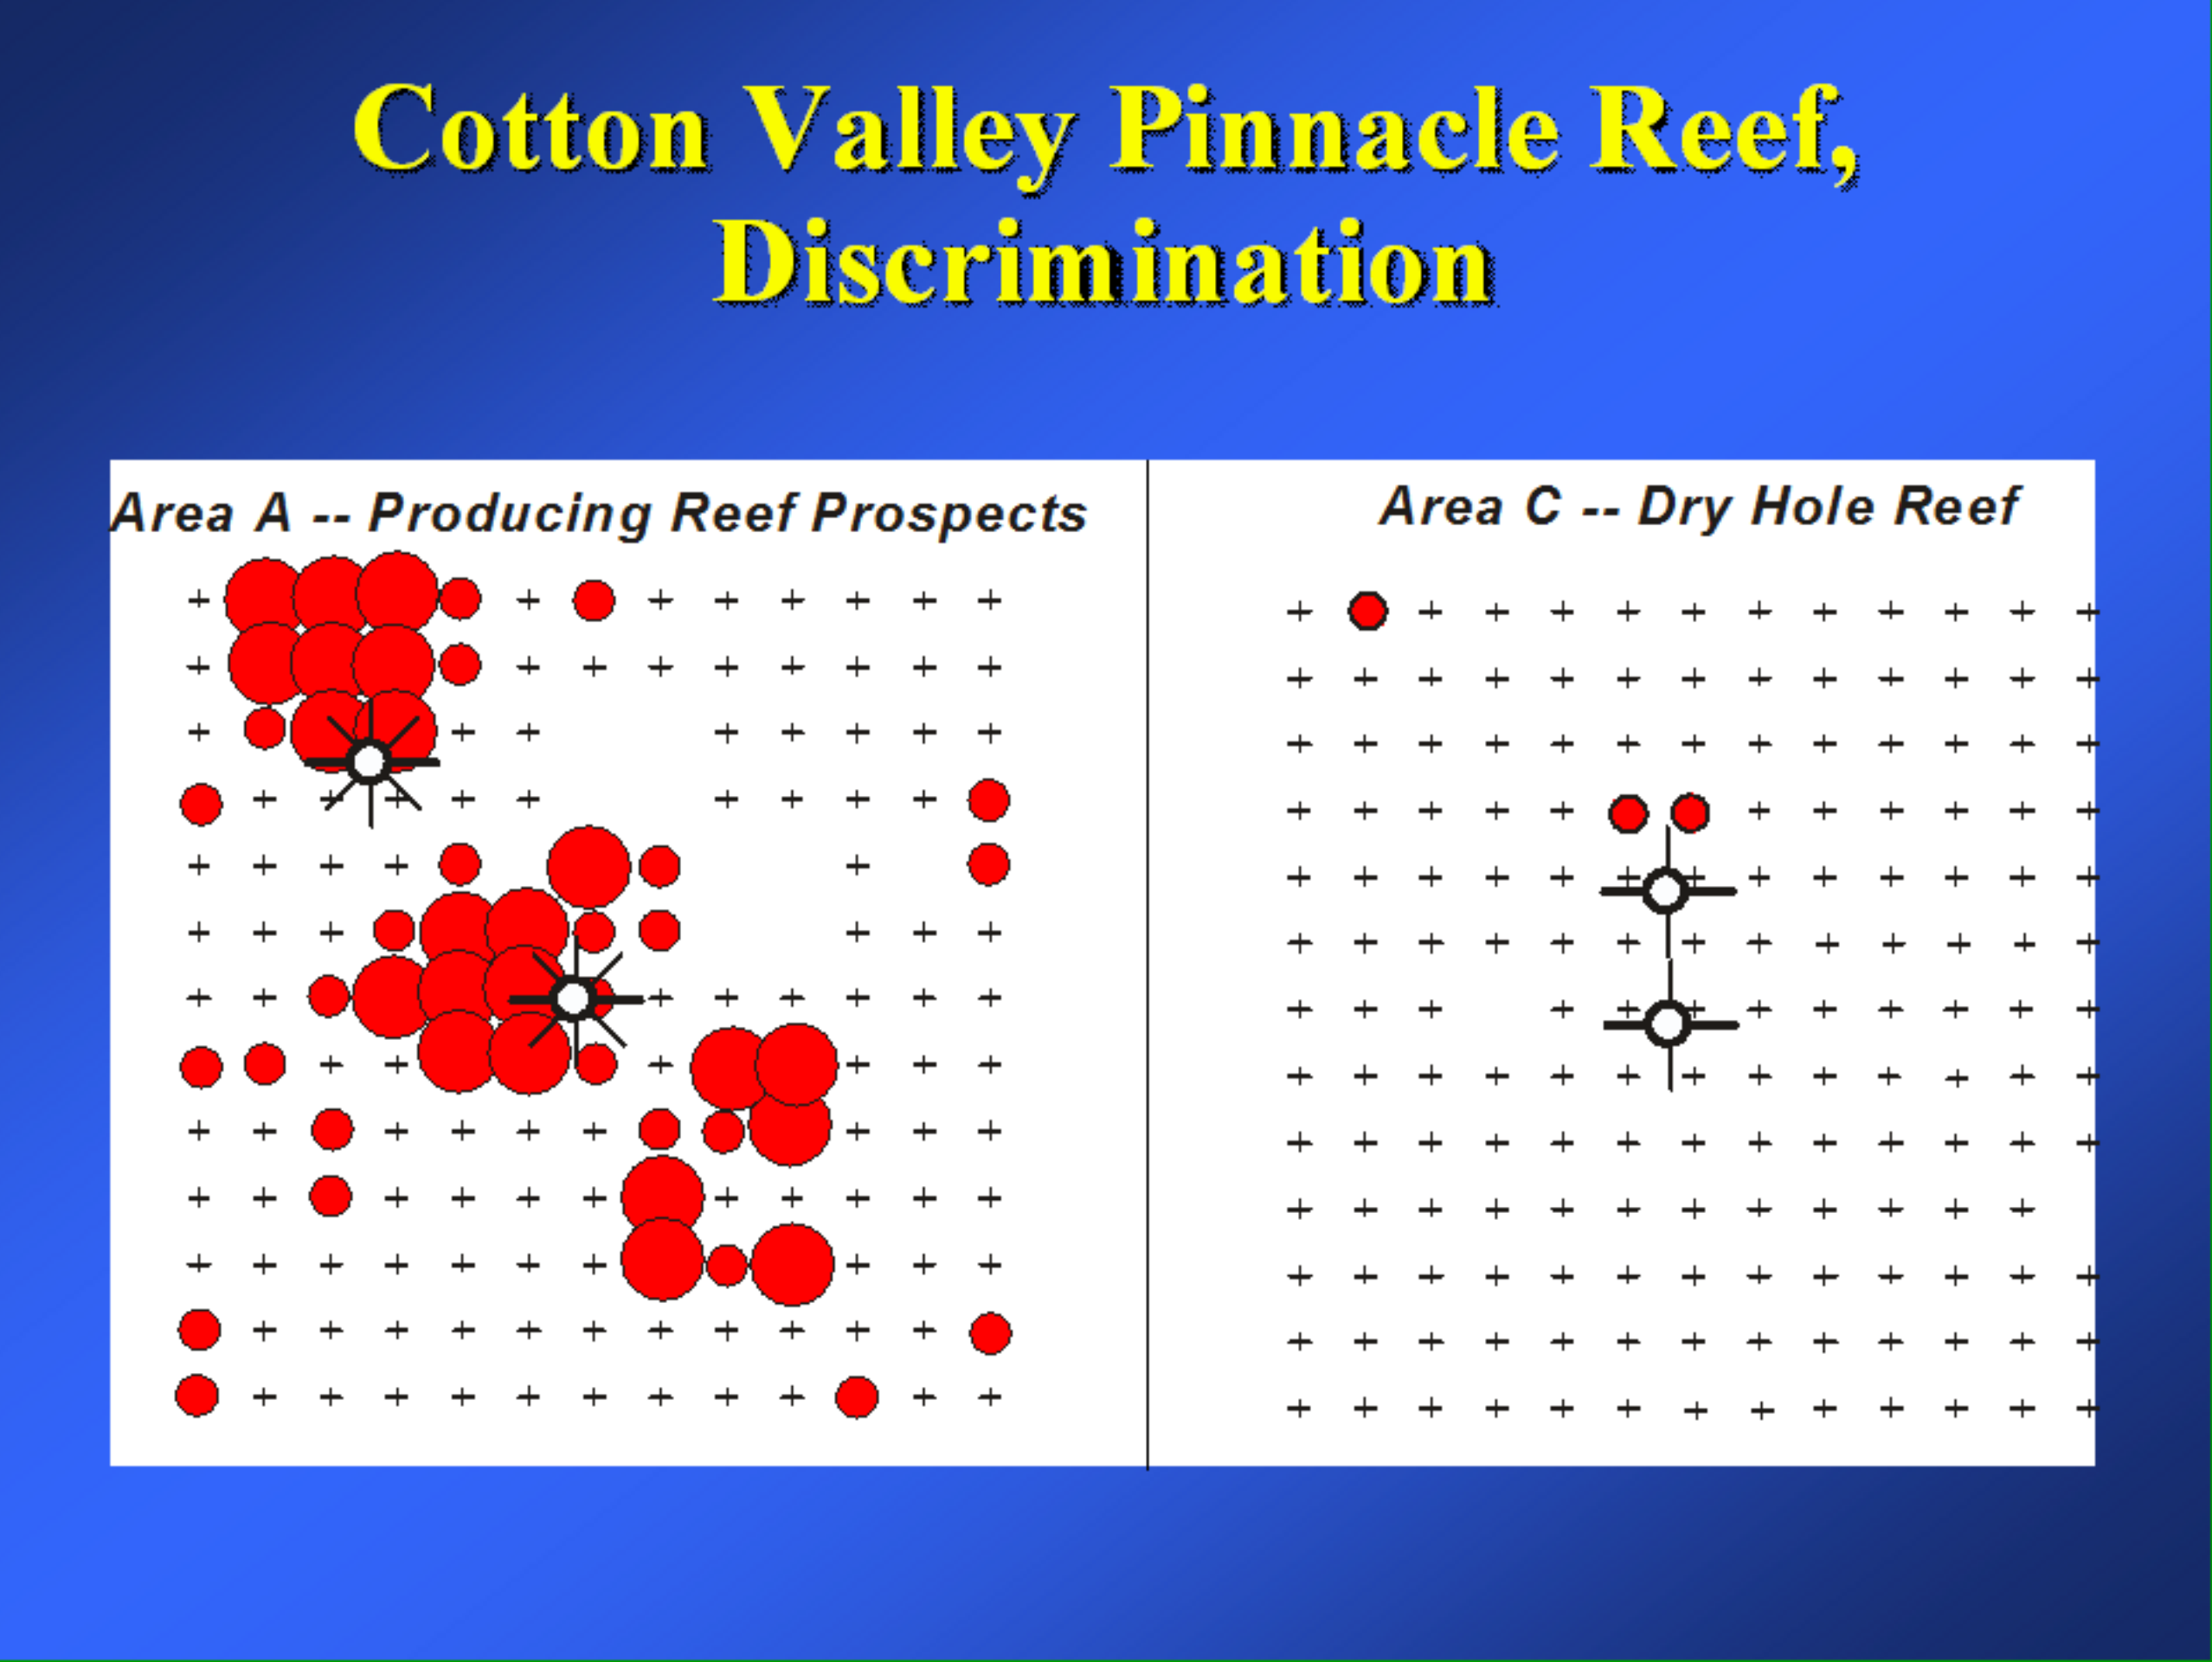 Cotton Valley Pinnacle Reef,
Discrimination
Area A -- Producing Reef Prospects
Area C -- Dry Hole Reef